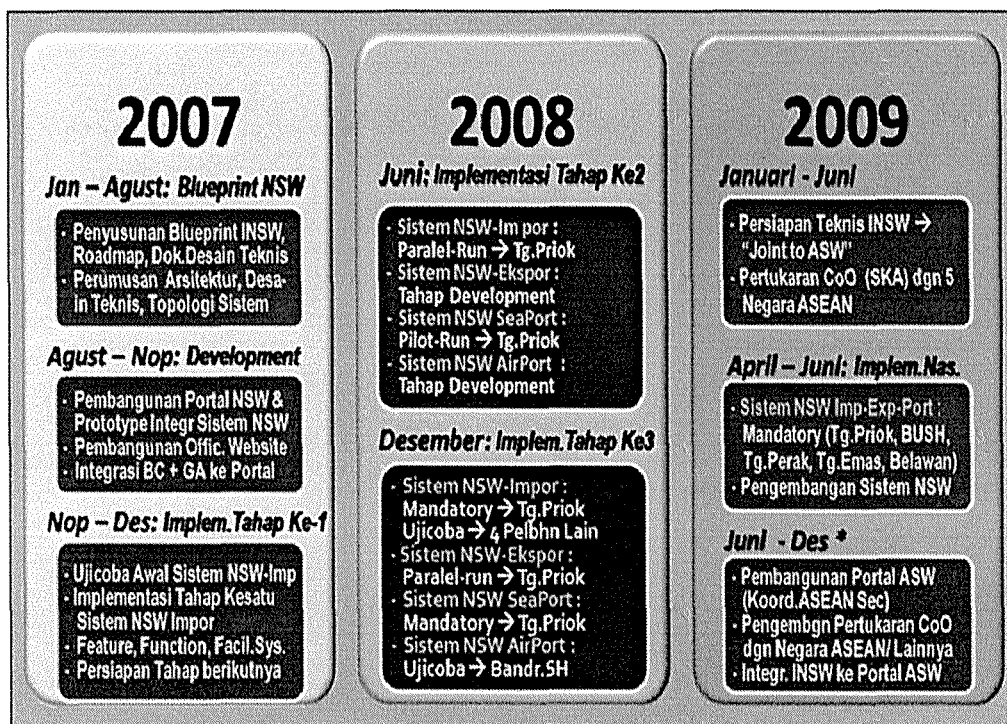 2007
Jan – Agust: Blueprint NSW
- Penyusunan Blueprint INSW,
Roadmap, Dok.Desain Teknis
- Perumusan Arsitektur, Desa-
in Teknis, Topologi Sistem
Agust – Nop: Development
- Pembangunan Portal NSW &
Prototype Integr Sistem NSW
- Pembangunan Offic. Website
- Integrasi BC + GA ke Portal
Nop – Des: Implem.Tahap Ke-1
- Ujicoba Awal Sistem NSW-Imp
- Implementasi Tahap Kesatu
Sistem NSW Impor
- Feature, Function, Facil.Sys.
- Persiapan Tahap berikutnya
2008
Juni: Implementasi Tahap Ke2
- Sistem NSW-Impor :
Paralel-Run → Tg.Priok
- Sistem NSW-Ekspor :
Tahap Development
- Sistem NSW SeaPort :
Pilot-Run → Tg.Priok
- Sistem NSW AirPort :
Tahap Development
Desember: Implem.Tahap Ke3
- Sistem NSW-Impor :
Mandatory → Tg.Priok
Ujicoba → 4 Pelbhn Lain
- Sistem NSW-Ekspor :
Paralel-run → Tg.Priok
- Sistem NSW SeaPort :
Mandatory → Tg.Priok
- Sistem NSW AirPort :
Ujicoba → Bandr.SH
2009
Januari - Juni
- Persiapan Teknis INSW →
"Joint to ASW"
- Pertukaran CoO (SKA) dgn 5
Negara ASEAN
April – Juni: Implem.Nas.
- Sistem NSW Imp-Exp-Port :
Mandatory (Tg.Priok, BUSH,
Tg.Perak, Tg.Emas, Belawan)
- Pengembangan Sistem NSW
Juni - Des *
- Pembangunan Portal ASW
(Koord.ASEAN Sec)
- Pengembgn Pertukaran CoO
dgn Negara ASEAN/ Lainnya
- Integr. INSW ke Portal ASW